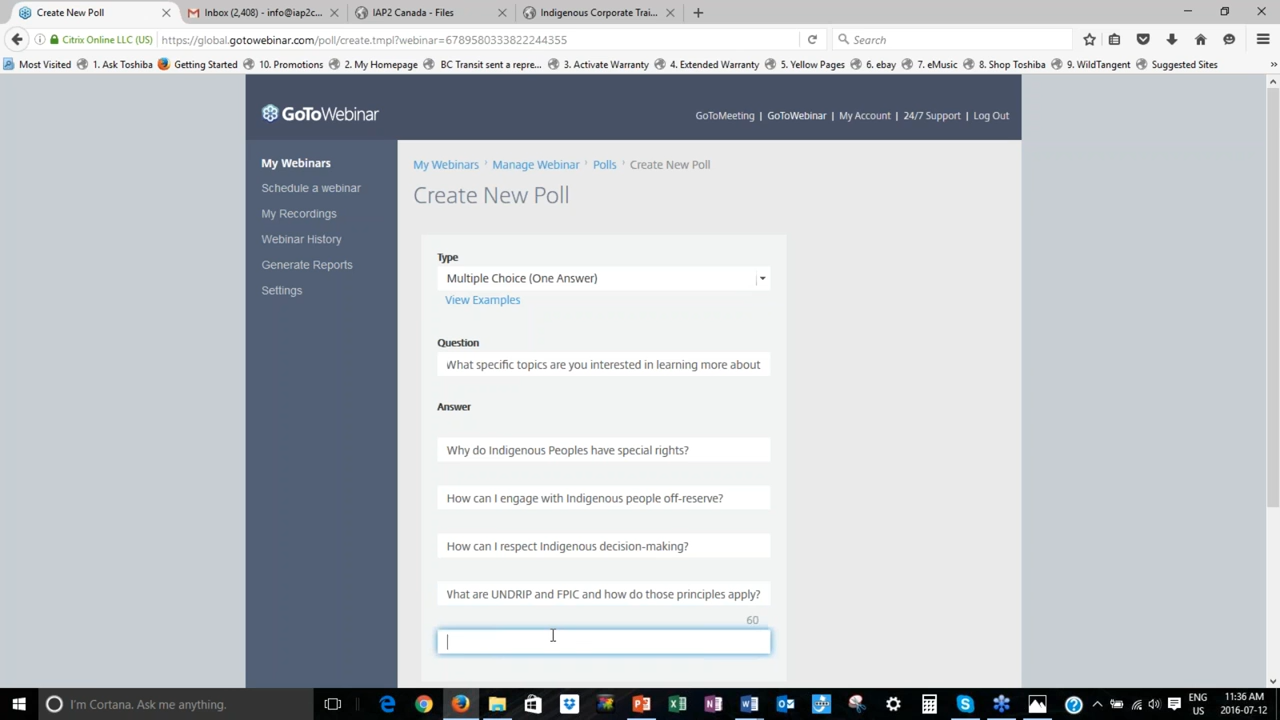 Create New Poll
Inbox (2,408) - info@iap2c...
IAP2 Canada - Files
Indigenous Corporate Trai...
Citrix Online LLC (US)
https://global.gotowebinar.com/poll/create.tmpl?webinar=6789580333822244355
Search
Most Visited
1. Ask Toshiba
Getting Started
10. Promotions
2. My Homepage
BC Transit sent a repre...
3. Activate Warranty
4. Extended Warranty
5. Yellow Pages
6. ebay
7. eMusic
8. Shop Toshiba
9. WildTangent
Suggested Sites
GoToWebinar
GoToMeeting | GoToWebinar | My Account | 24/7 Support | Log Out
My Webinars
Schedule a webinar
My Recordings
Webinar History
Generate Reports
Settings
My Webinars
Manage Webinar
Polls
Create New Poll
Create New Poll
Type
Multiple Choice (One Answer)
View Examples
Question
What specific topics are you interested in learning more about
Answer
Why do Indigenous Peoples have special rights?
How can I engage with Indigenous people off-reserve?
How can I respect Indigenous decision-making?
What are UNDRIP and FPIC and how do those principles apply?
60
I'm Cortana. Ask me anything.
ENG
US
11:36 AM
2016-07-12